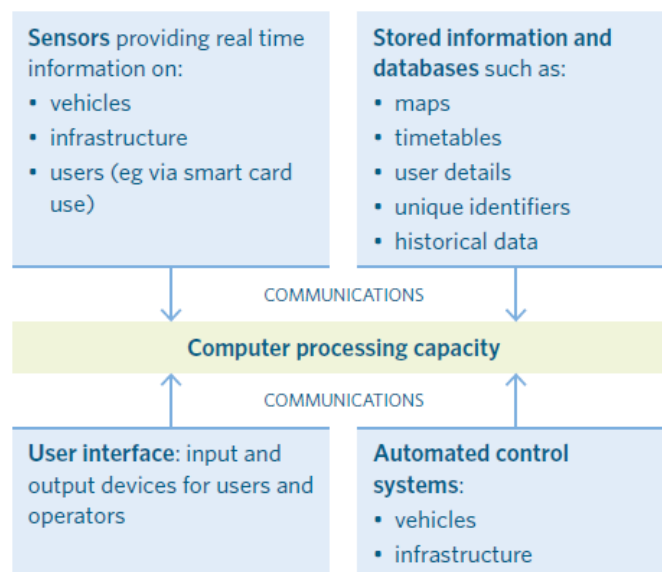 Sensors providing real time
information on:
• vehicles
• infrastructure
• users (eg via smart card
use)
Stored information and
databases such as:
• maps
• timetables
• user details
• unique identifiers
• historical data
COMMUNICATIONS
Computer processing capacity
COMMUNICATIONS
User interface: input and
output devices for users and
operators
Automated control
systems:
• vehicles
• infrastructure